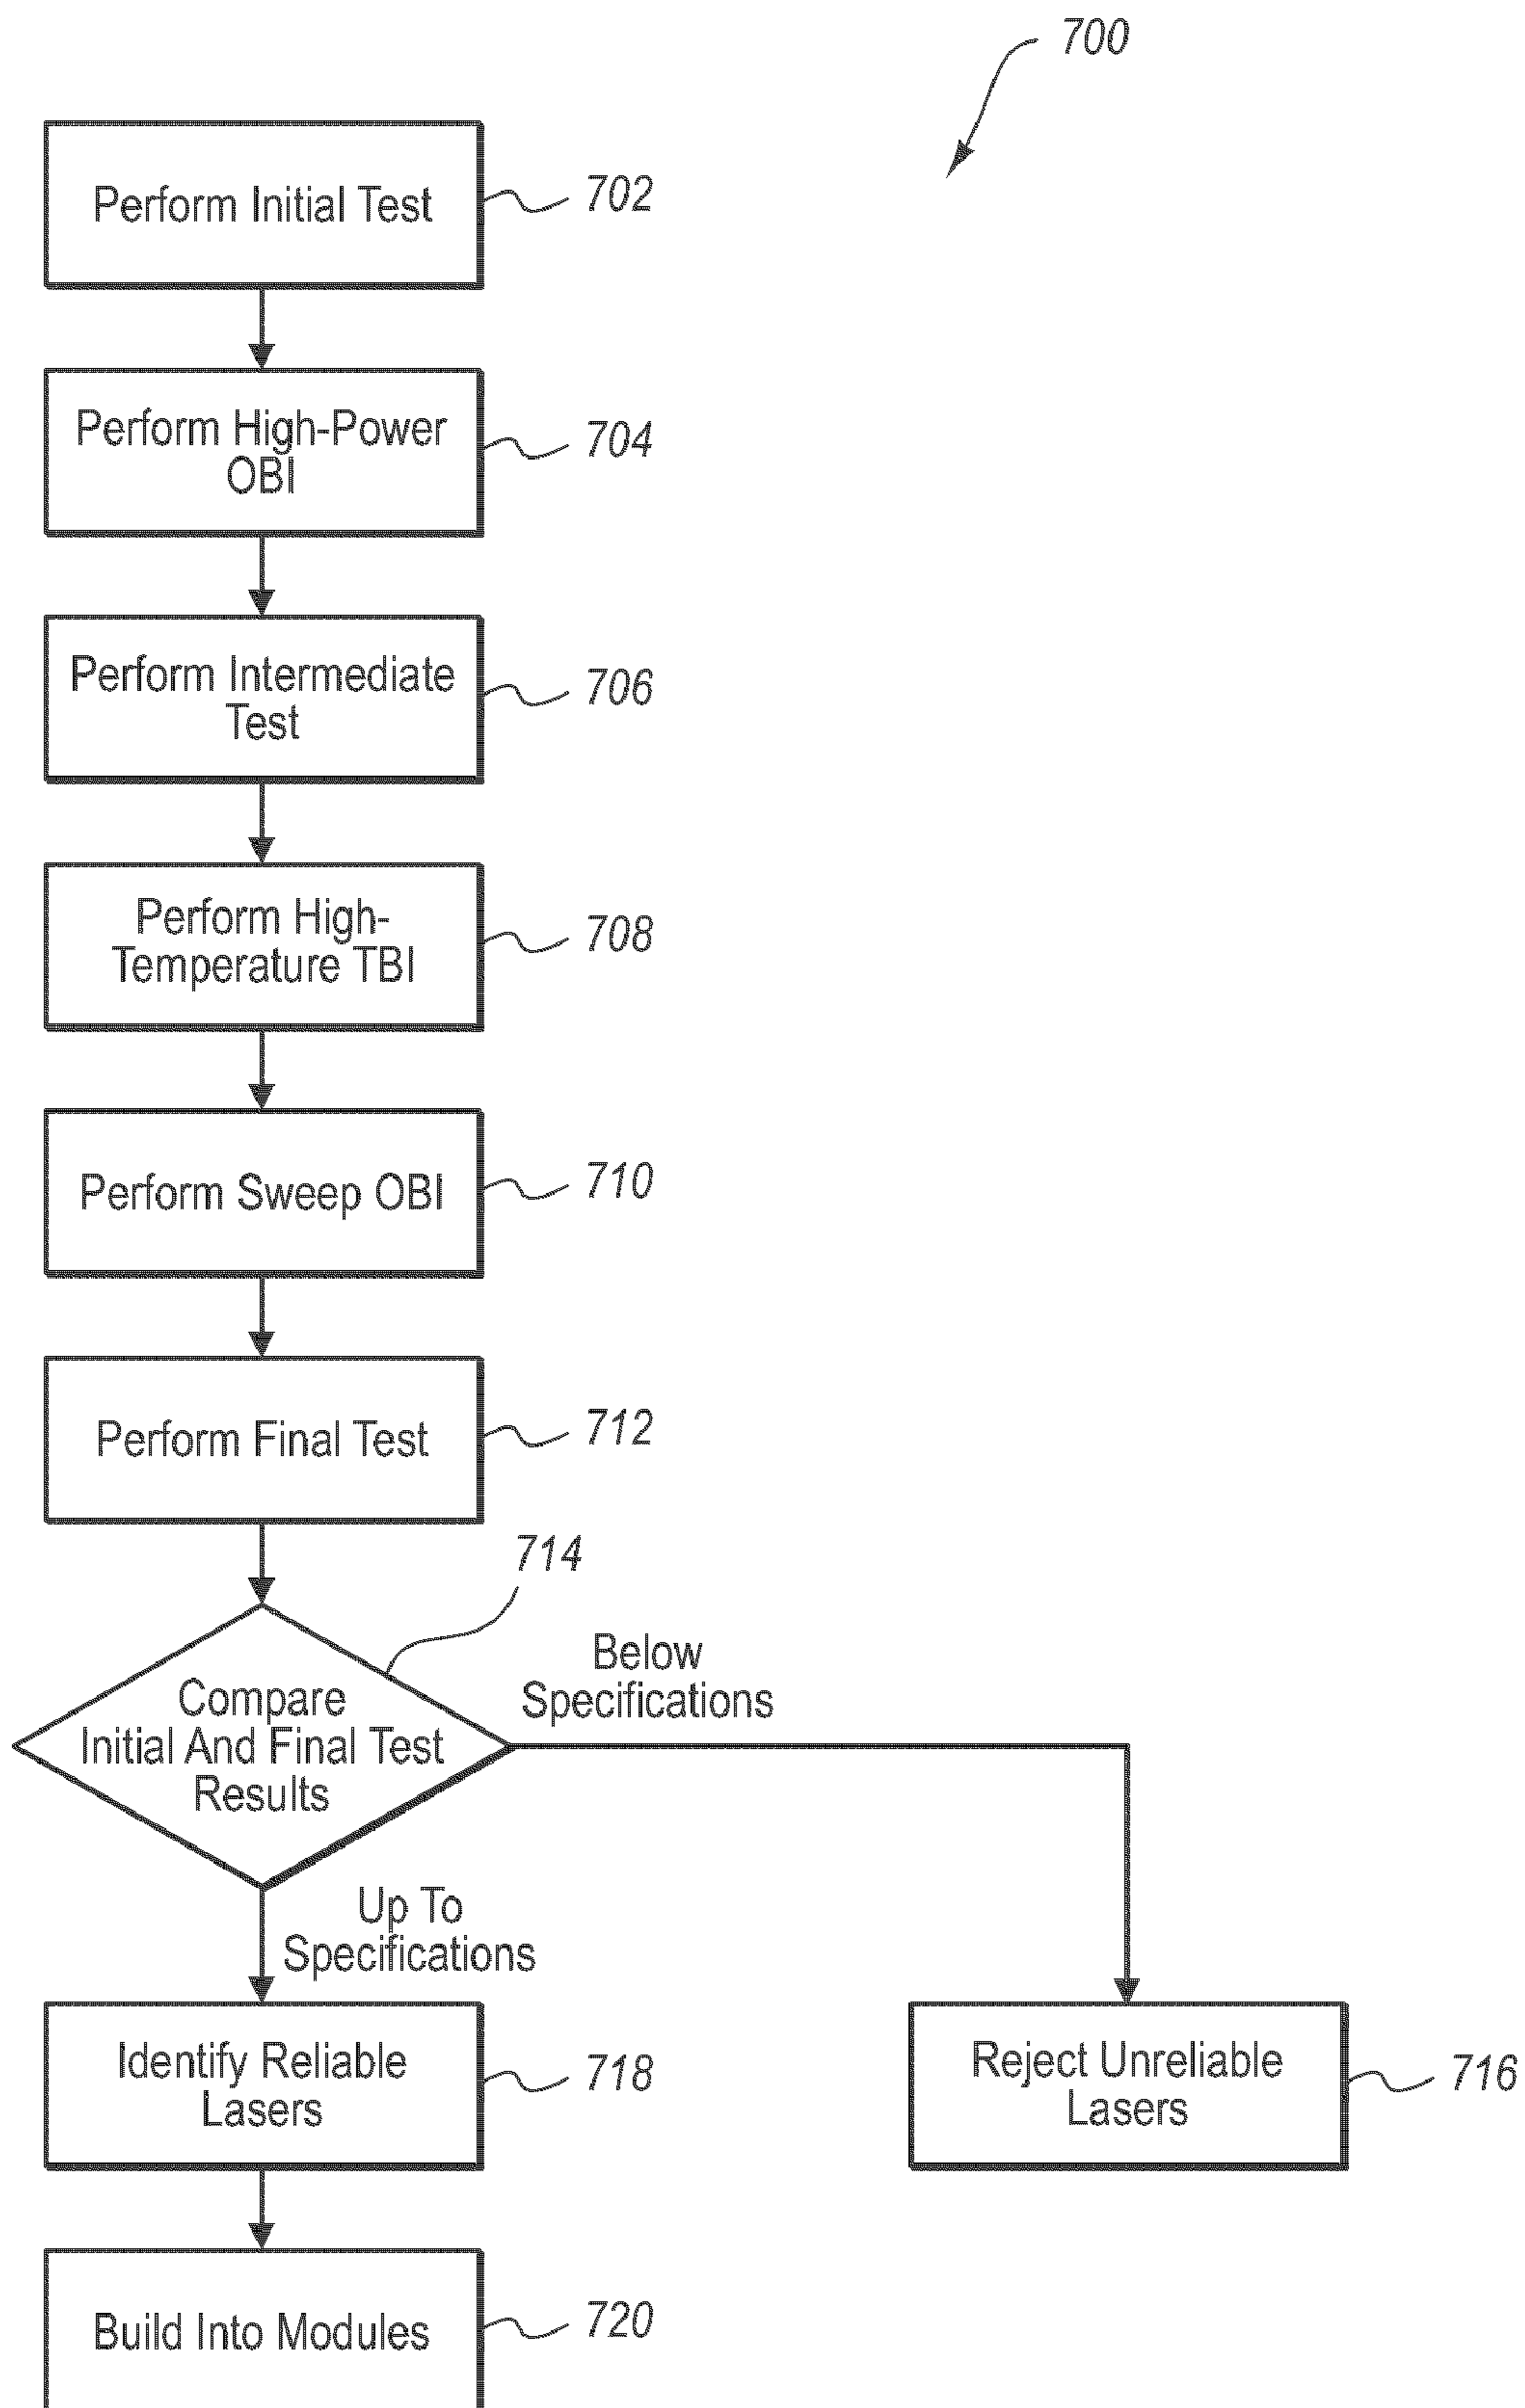 700
Perform Initial Test
702
Perform High-Power
OBI
704
Perform Intermediate
Test
706
Perform High-
Temperature TBI
708
Perform Sweep OBI
710
Perform Final Test
712
714
Compare
Initial And Final Test
Results
Below
Specifications
Up To
Specifications
Identify Reliable
Lasers
718
Reject Unreliable
Lasers
716
Build Into Modules
720